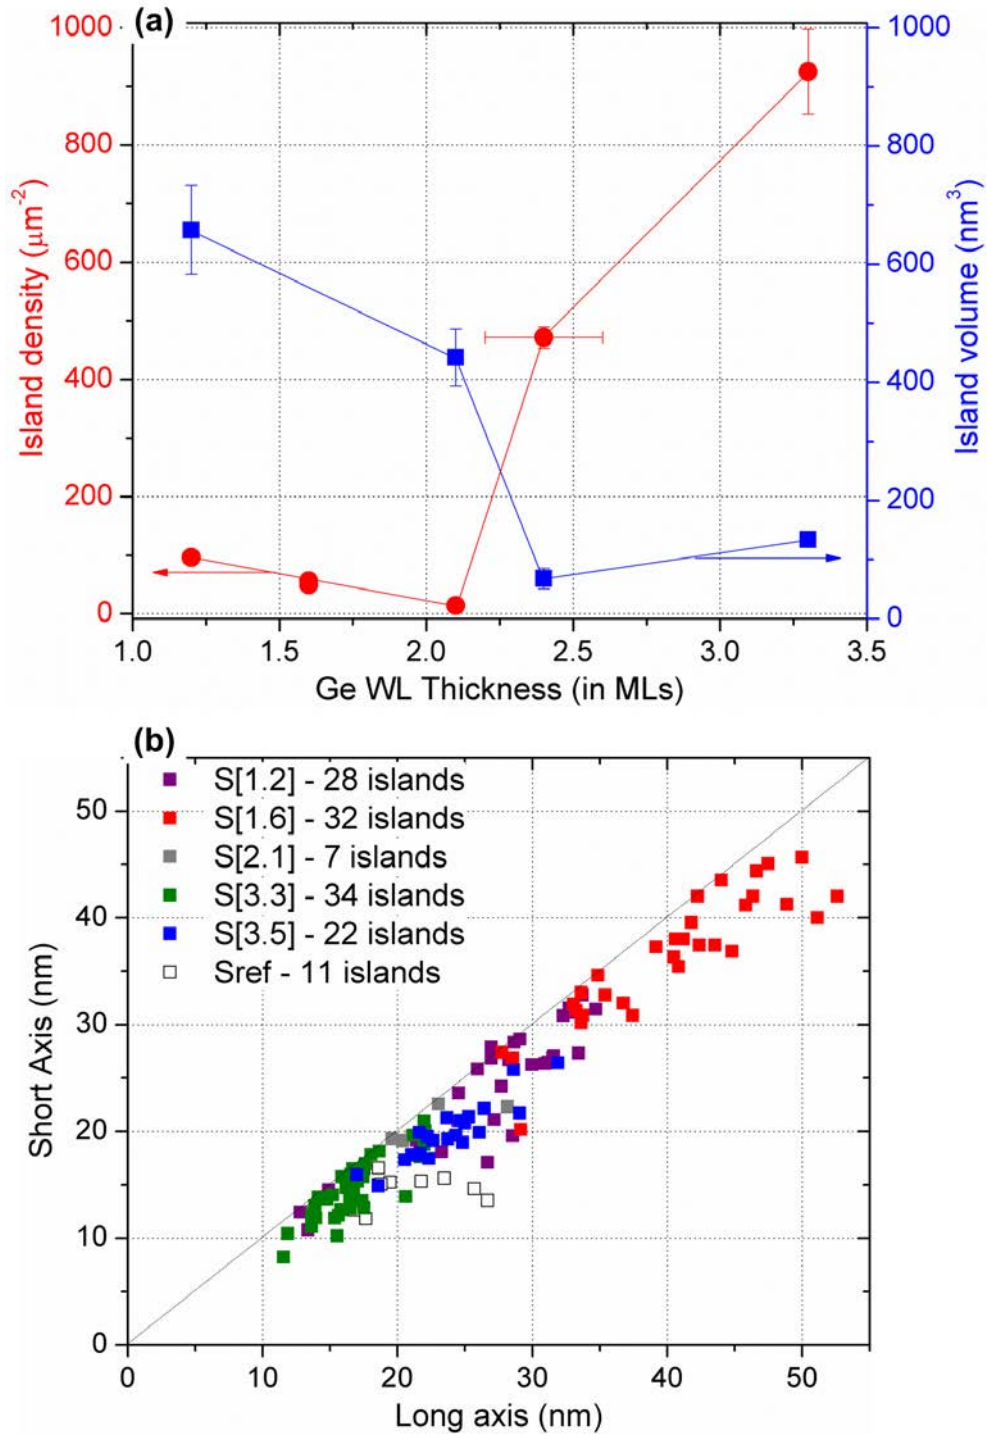 (a)
1000
800
600
400
200
0
Island density (μm⁻²)
1000
800
600
400
200
0
Island volume (nm³)
1.0 1.5 2.0 2.5 3.0 3.5
Ge WL Thickness (in MLs)
(b)
S[1.2] - 28 islands
S[1.6] - 32 islands
S[2.1] - 7 islands
S[3.3] - 34 islands
S[3.5] - 22 islands
Sref - 11 islands
50
40
30
20
10
0
Short Axis (nm)
0 10 20 30 40 50
Long axis (nm)